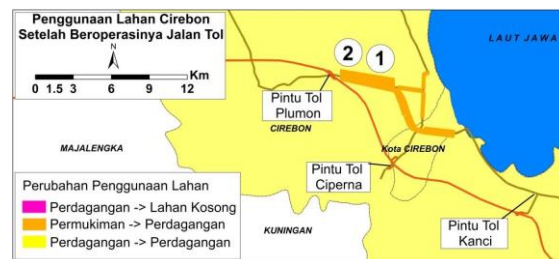 Penggunaan Lahan Cirebon
Setelah Beroperasinya Jalan Tol
N
Km
0 1.5 3 6 9 12
2 1
LAUT JAWA
Pintu Tol
Plumon
CIREBON
MAJALENGKA
Kota CIREBON
Pintu Tol
Ciperna
Perubahan Penggunaan Lahan
Perdagangan -> Lahan Kosong
Permukiman -> Perdagangan
Perdagangan -> Perdagangan
KUNINGAN
Pintu Tol
Kanci